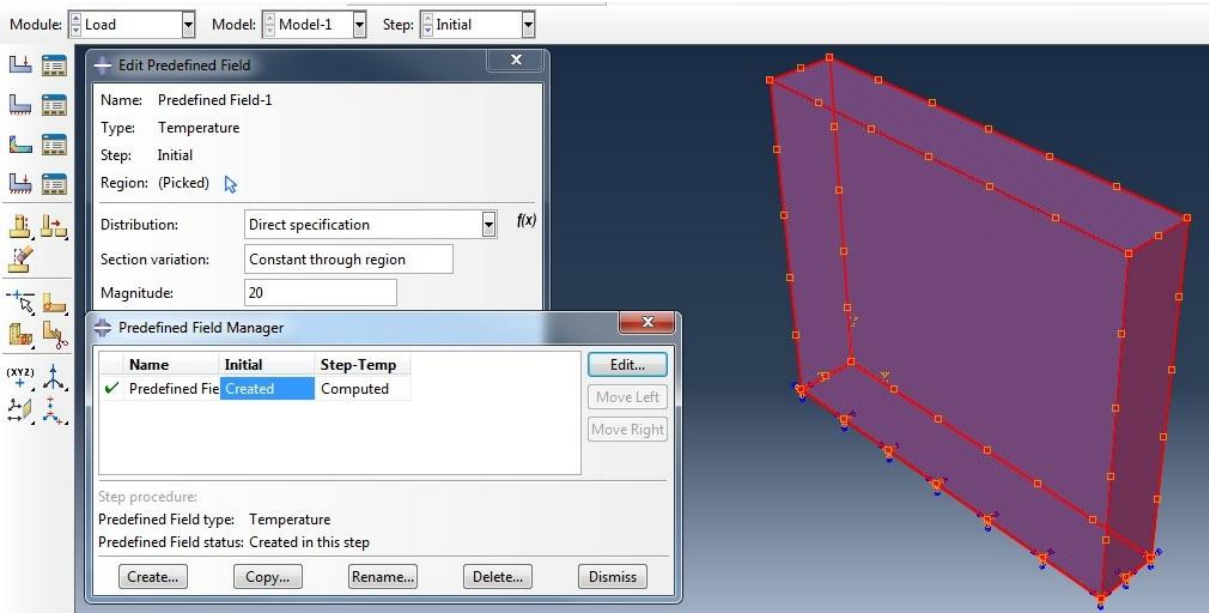 Module: Load Model: Model-1 Step: Initial
Edit Predefined Field x
Name: Predefined Field-1
Type: Temperature
Step: Initial
Region: (Picked)
Distribution: Direct specification f(x)
Section variation: Constant through region
Magnitude: 20
Predefined Field Manager x
Name Initial Step-Temp
Predefined Fie Created Computed
Edit...
Move Left
Move Right
Step procedure:
Predefined Field type: Temperature
Predefined Field status: Created in this step
Create... Copy... Rename... Delete... Dismiss
(XYZ)